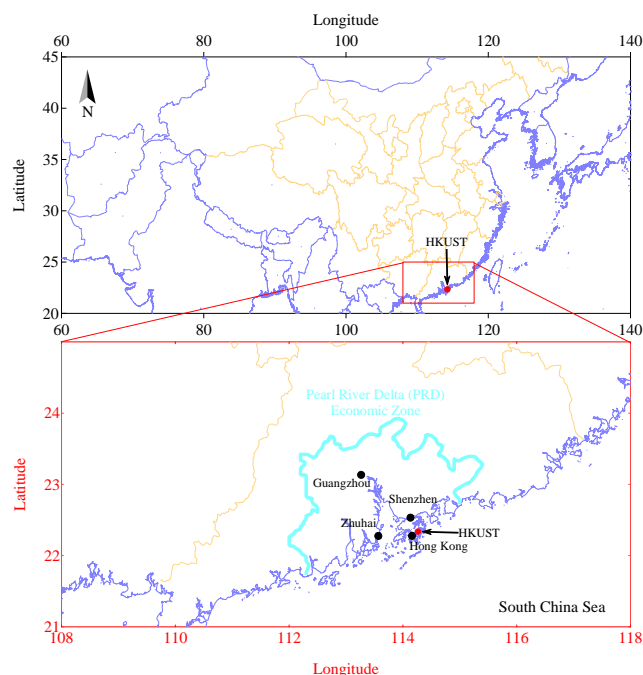 Longitude
60 80 100 120 140
45
40
35
30
25
20
Latitude
N
HKUST
60 80 100 120 140
Pearl River Delta (PRD)
Economic Zone
24
23
22
21
Latitude
Guangzhou
Shenzhen
Zhuhai
HKUST
Hong Kong
South China Sea
108 110 112 114 116 118
Longitude